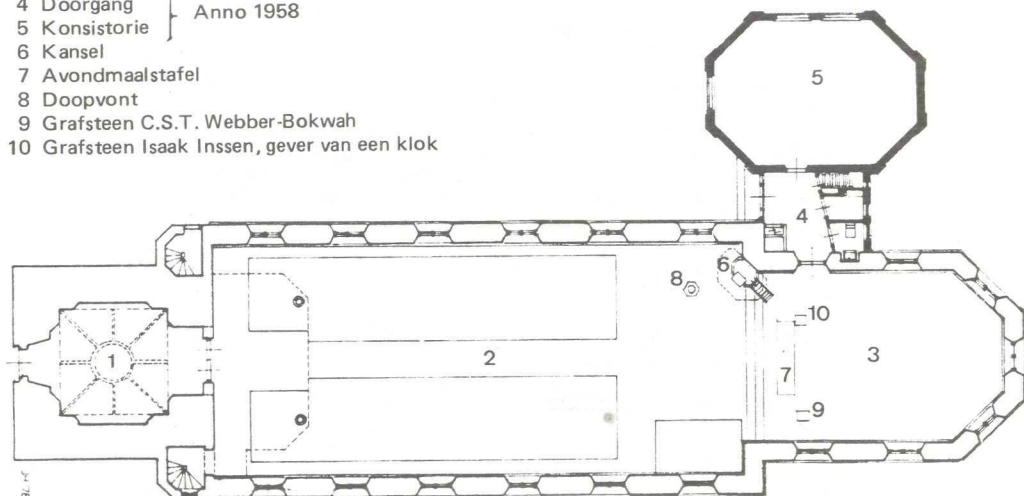 4 Doorgang
5 Konsistorie
Anno 1958
6 Kansel
7 Avondmaalstafel
8 Doopvont
9 Grafsteen C.S.T. Webber-Bokwah
10 Grafsteen Isaak Inssen, gever van een klok
5
4
6
8
10
1
2
3
7
9